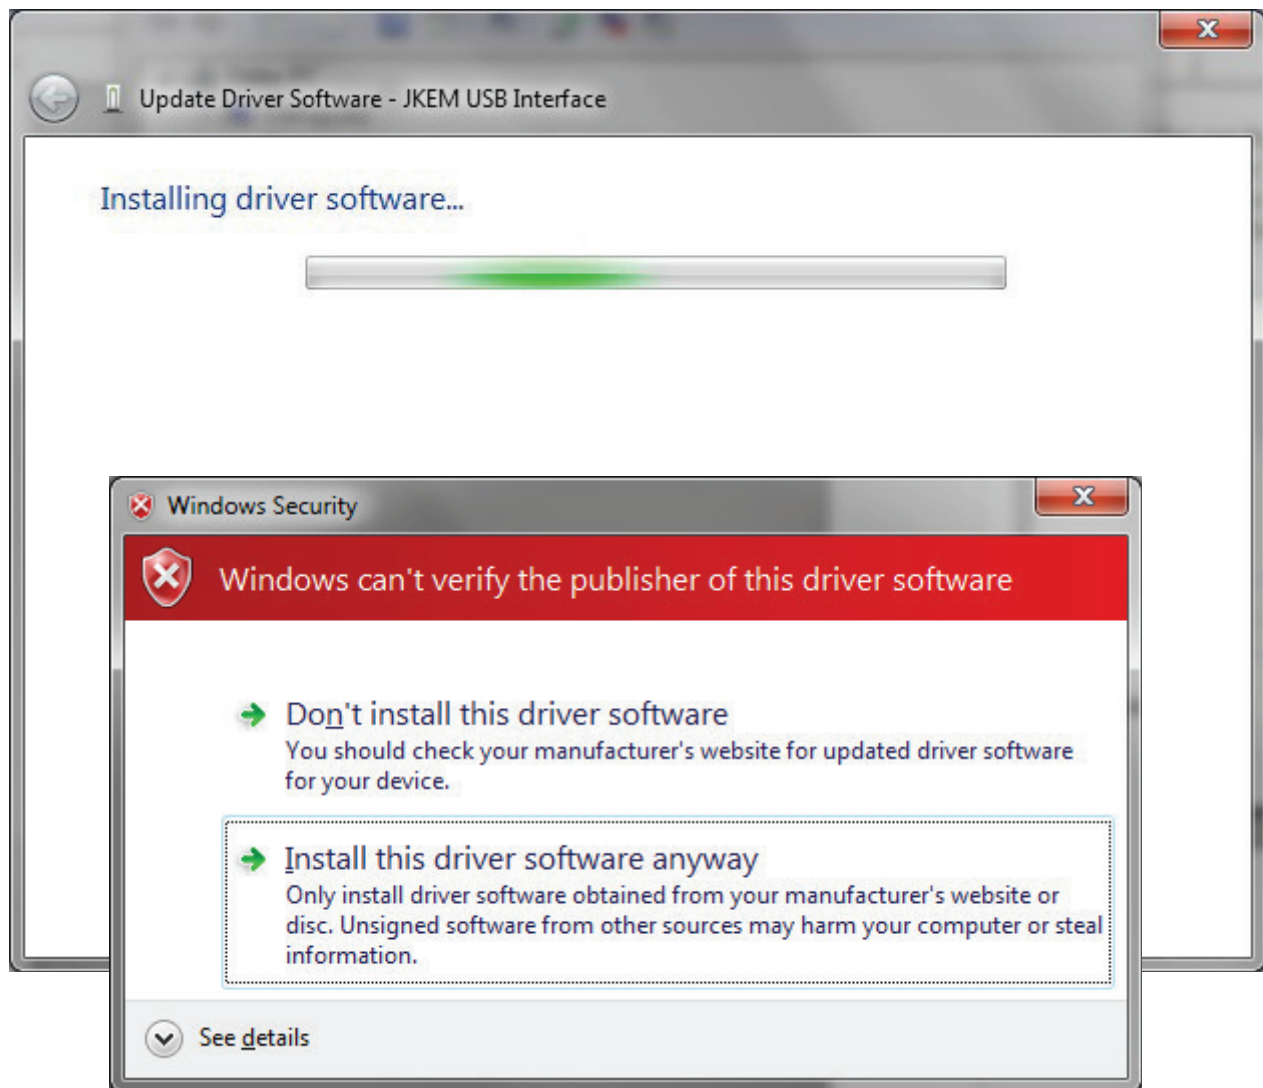 Update Driver Software - JKEM USB Interface
Installing driver software...
Windows Security
Windows can't verify the publisher of this driver software
Don't install this driver software
You should check your manufacturer's website for updated driver software
for your device.
Install this driver software anyway
Only install driver software obtained from your manufacturer's website or
disc. Unsigned software from other sources may harm your computer or steal
information.
See details